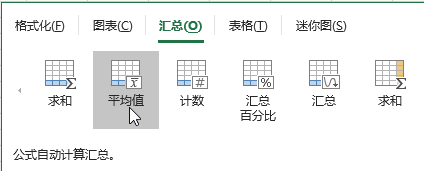 格式化(F) 图表(C) 汇总(O) 表格(T) 迷你图(S)
求和 平均值 计数 汇总 汇总 求和
百分比
公式自动计算汇总。